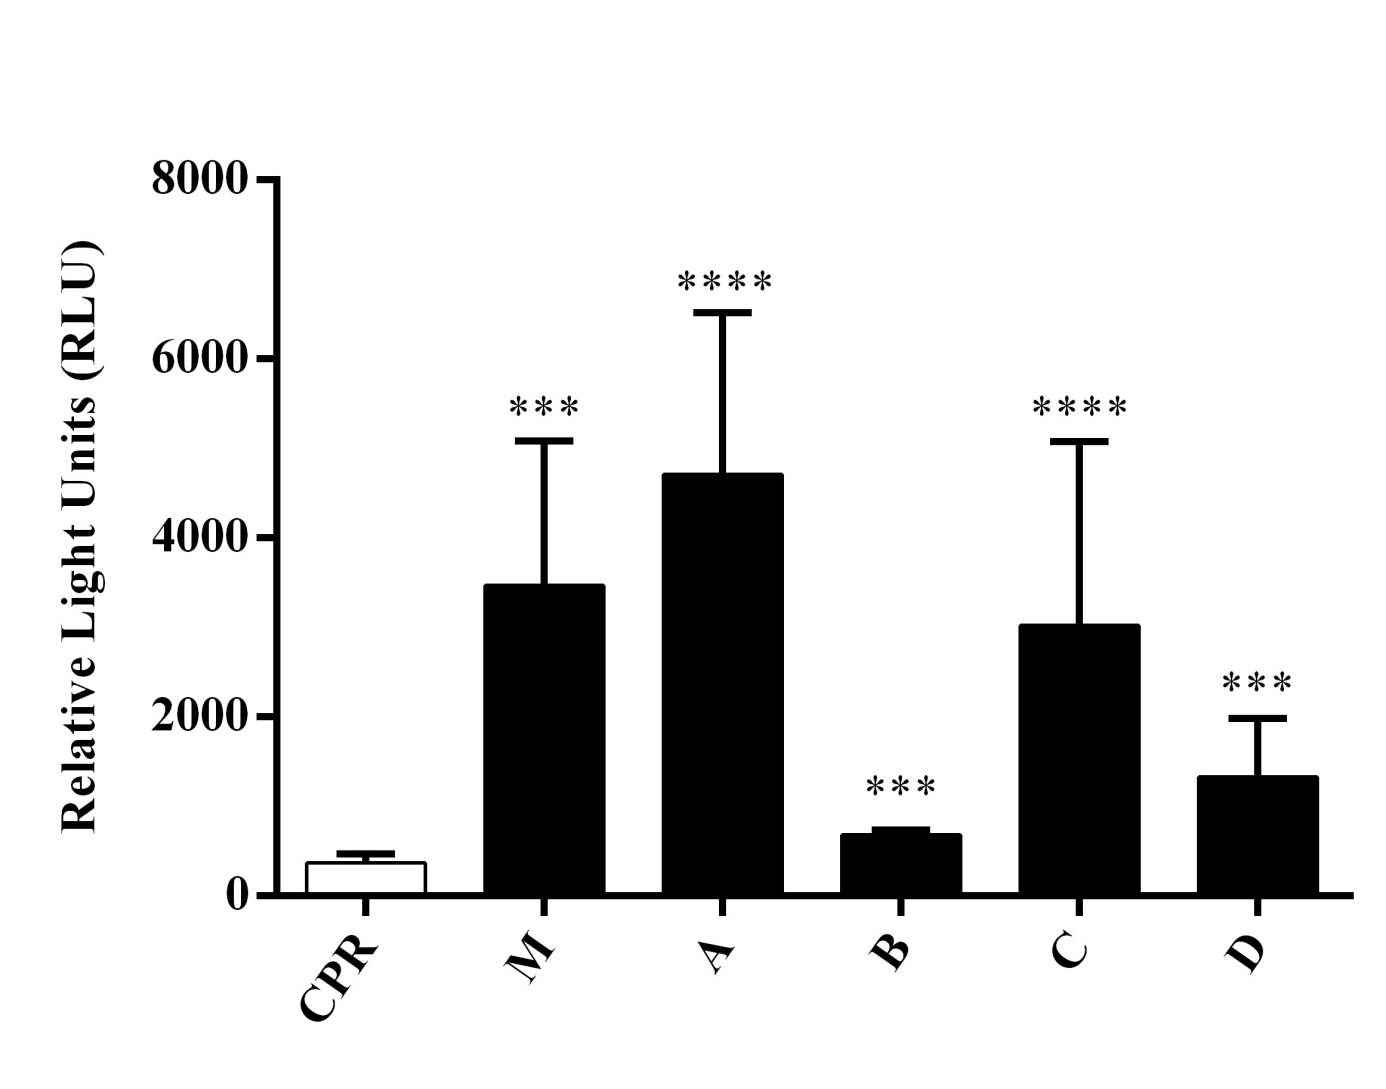 Relative Light Units (RLU)
8000
6000
4000
2000
0
****
***
****
***
***
CPR
M
A
B
C
D